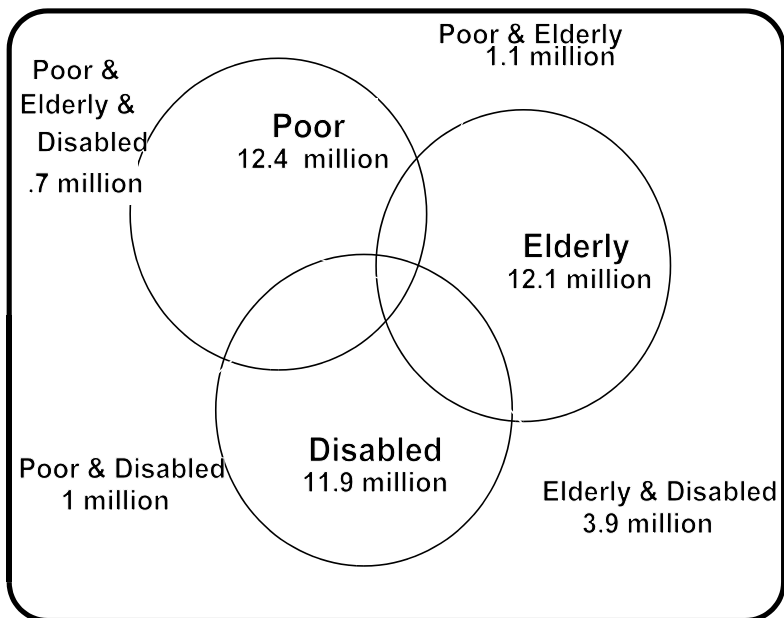 Poor & Elderly
1.1 million
Poor &
Elderly &
Disabled
.7 million
Poor
12.4 million
Elderly
12.1 million
Disabled
11.9 million
Poor & Disabled
1 million
Elderly & Disabled
3.9 million